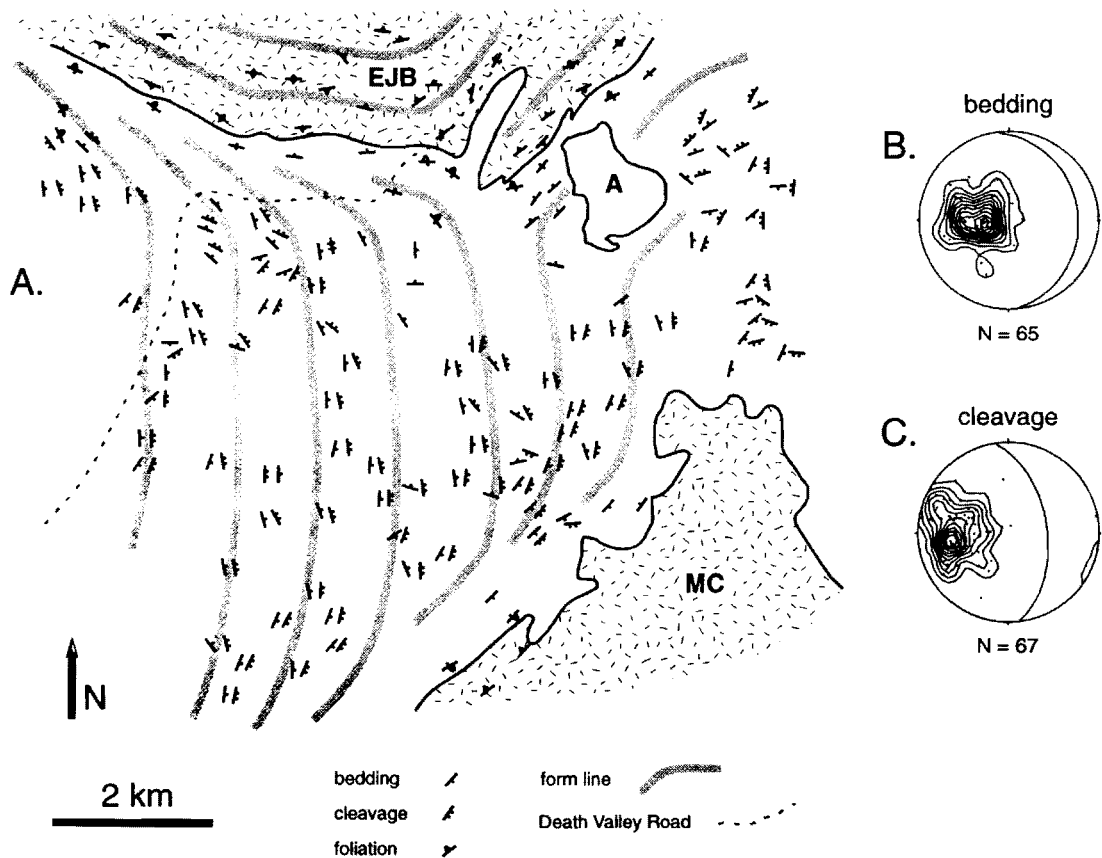 A.
EJB
A
MC
N
2 km
bedding
cleavage
foliation
form line
Death Valley Road
B.
bedding
N = 65
C.
cleavage
N = 67